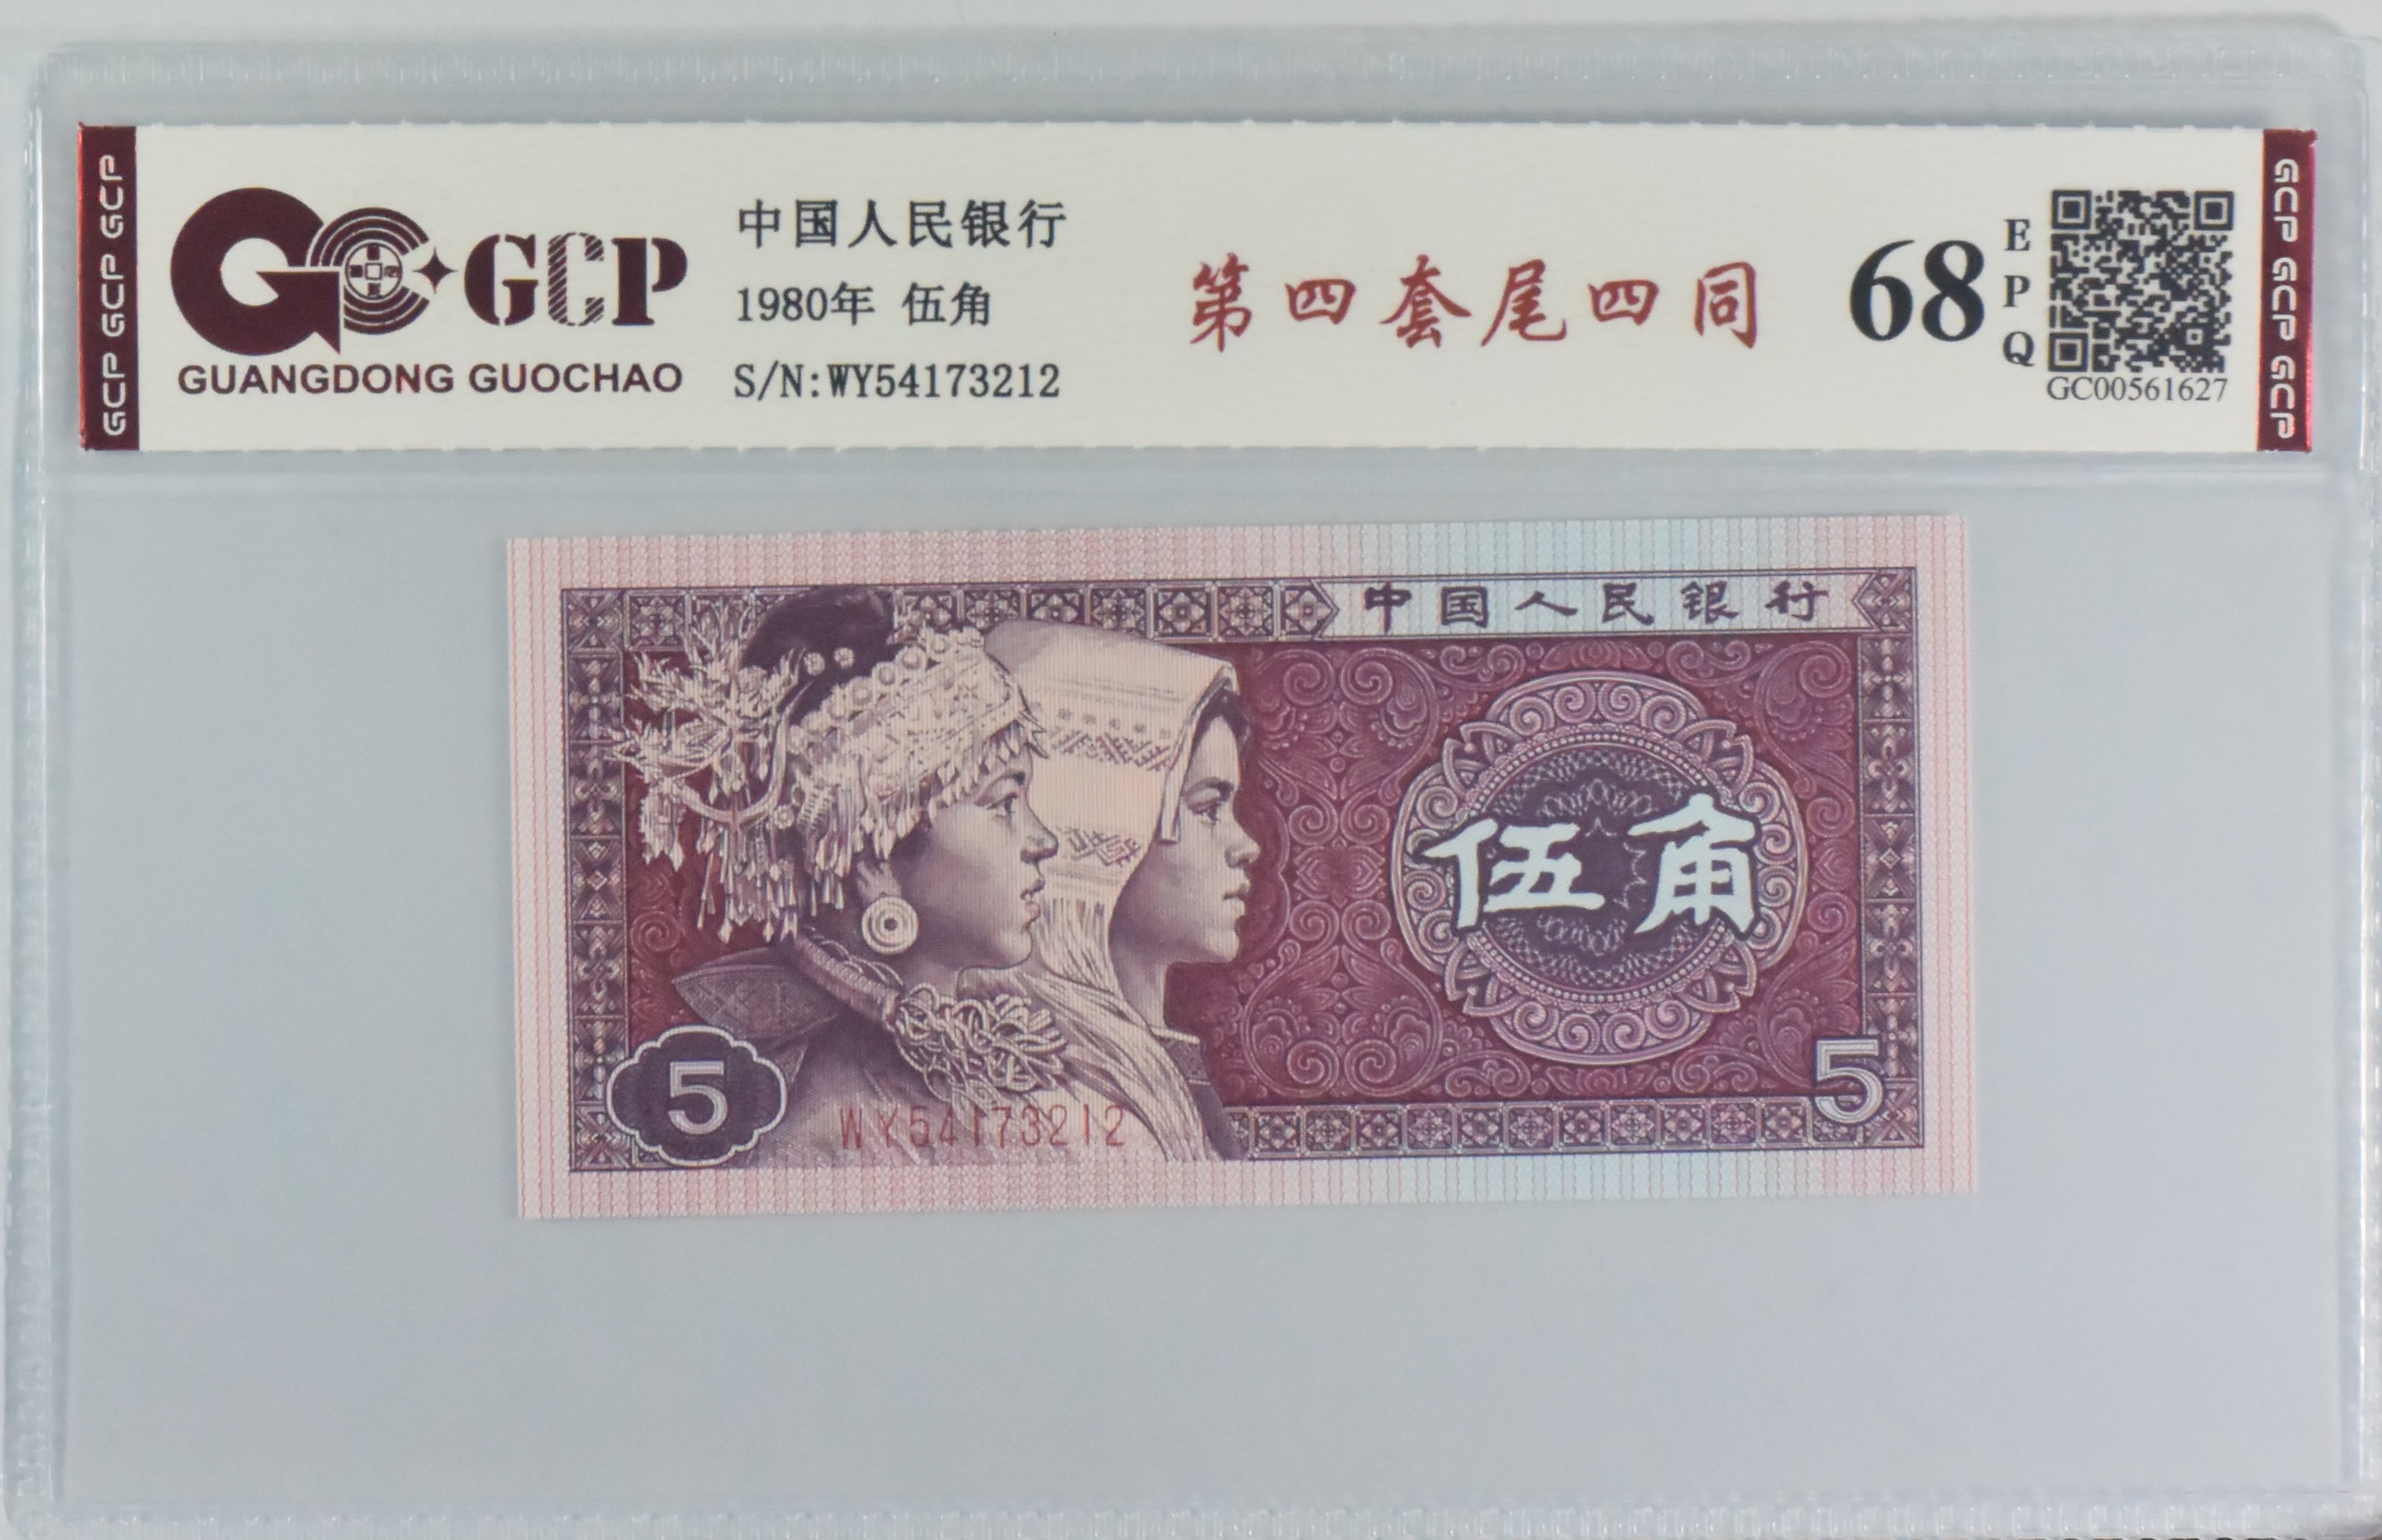 GCP GCP GCP
GCP
GUANGDONG GUOCHAO
中国人民银行
1980年 伍角
S/N:WY54173212
第四套尾四同
68
E
P
Q
GC00561627
GCP GCP GCP
中国人民银行
伍角
5
WY54173212
5